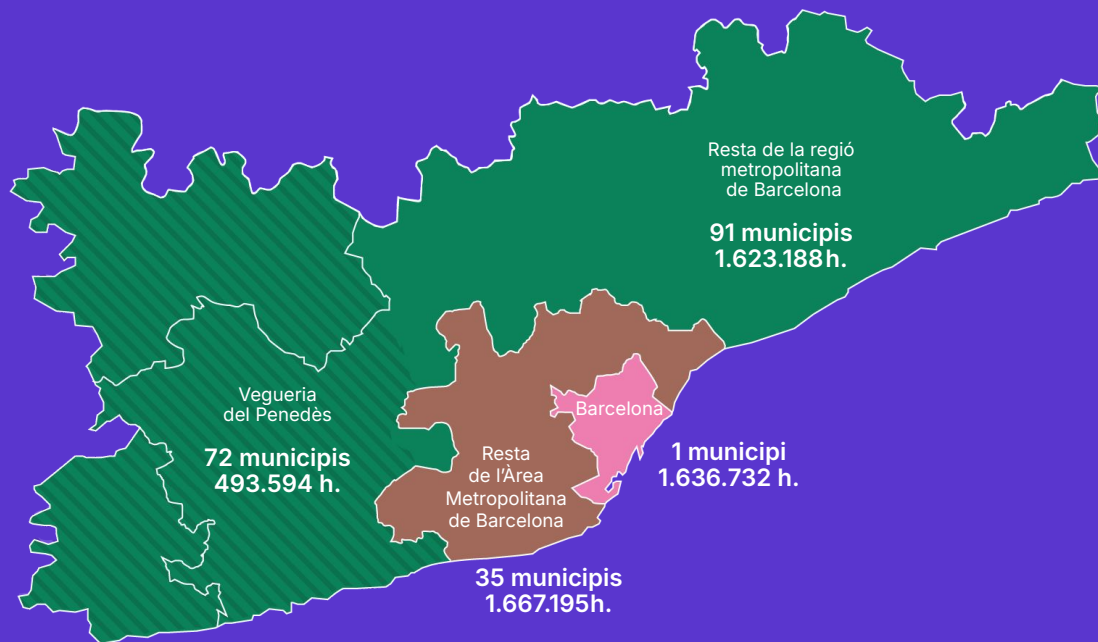 Resta de la regió
metropolitana
de Barcelona
91 municipis
1.623.188 h.
Vegueria
del Penedès
72 municipis
493.594 h.
Barcelona
1 municipi
1.636.732 h.
Resta
de l'Àrea
Metropolitana
de Barcelona
35 municipis
1.667.195h.